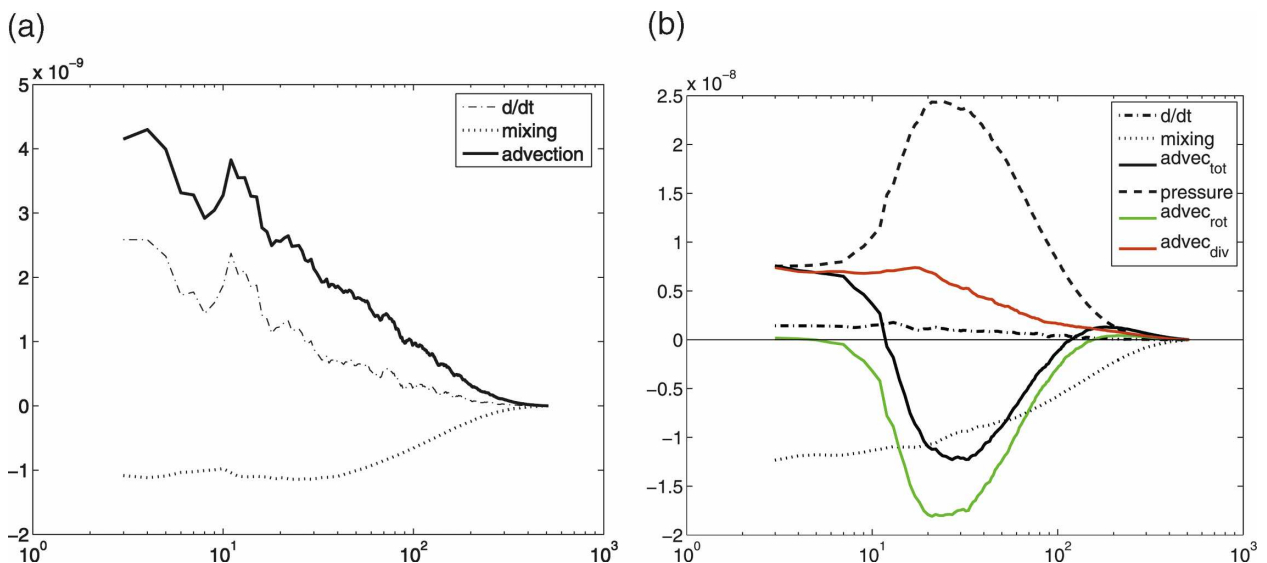 (a)
x 10⁻⁹
5
4
3
2
1
0
−1
−2
10⁰
10¹
10²
10³
d/dt
mixing
advection
(b)
x 10⁻⁸
2.5
2
1.5
1
0.5
0
−0.5
−1
−1.5
−2
10⁰
10¹
10²
10³
d/dt
mixing
advec_tot
pressure
advec_rot
advec_div